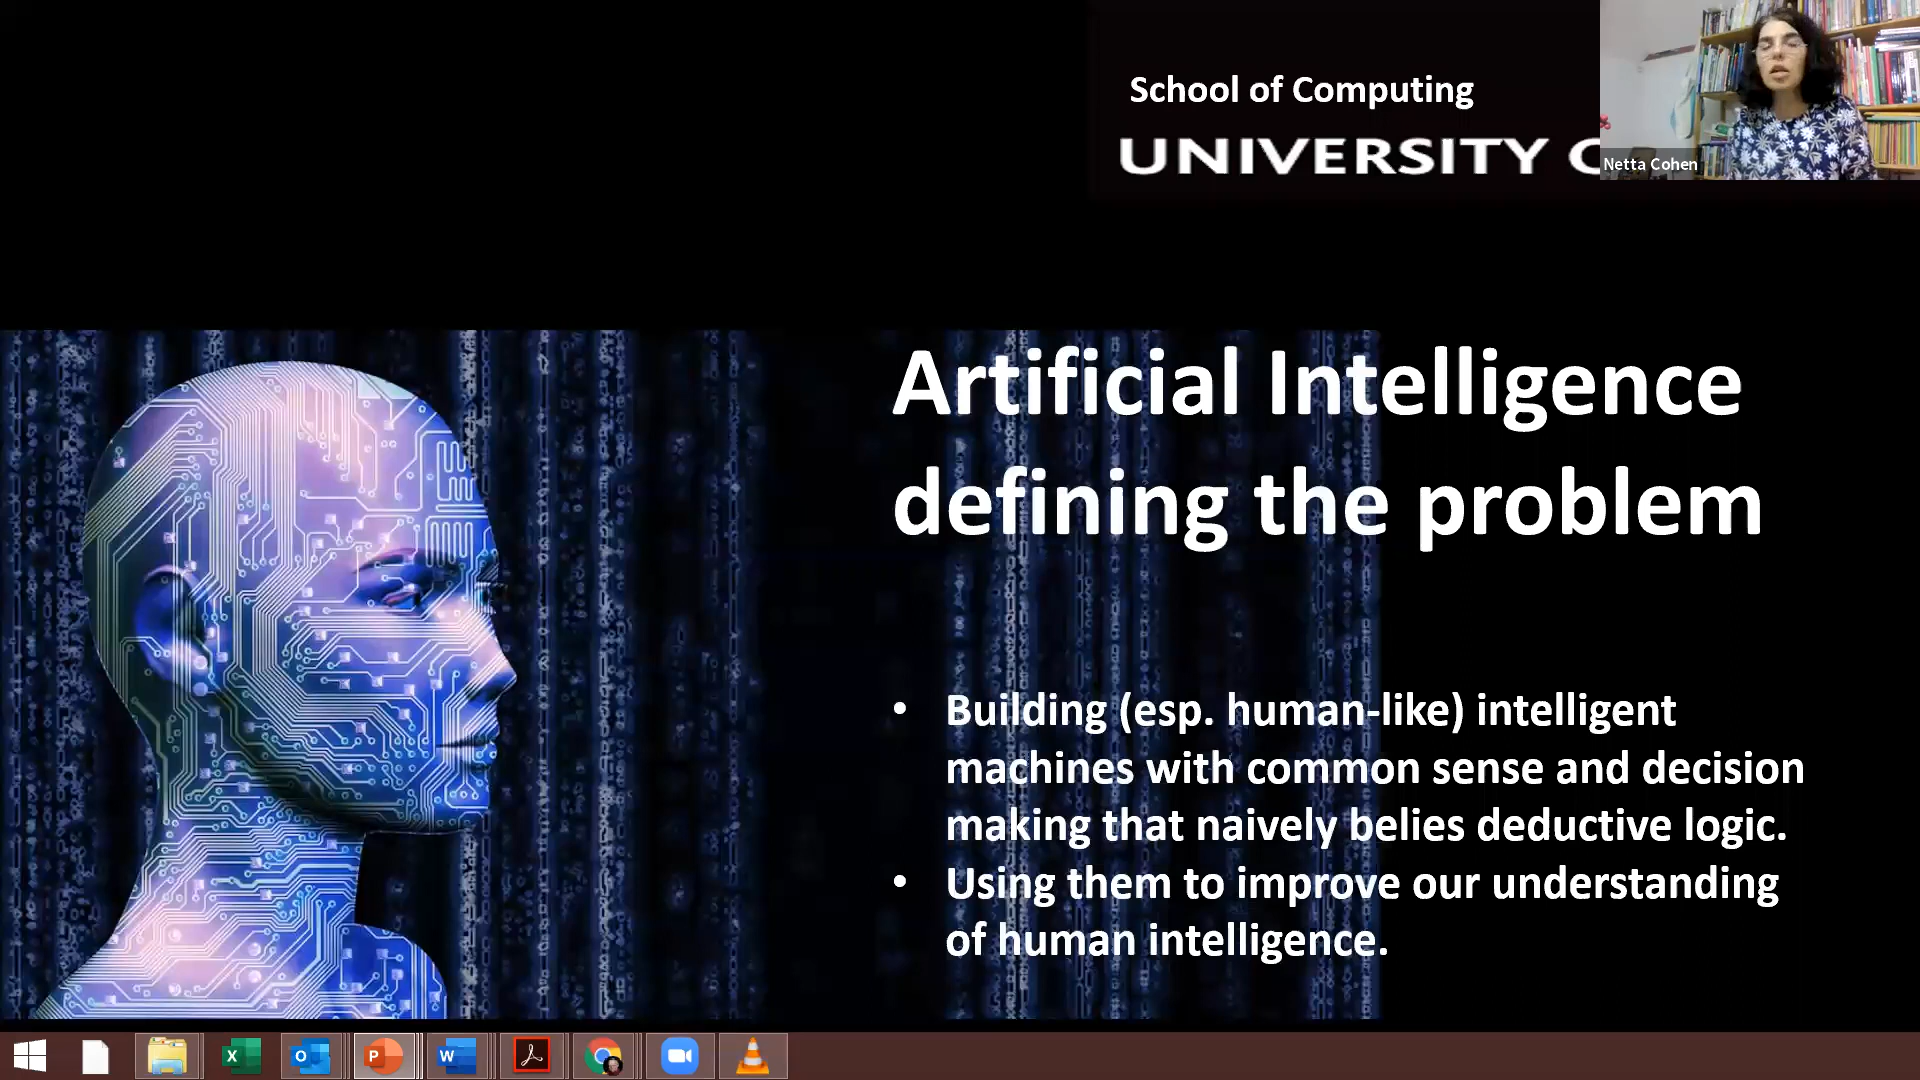 School of Computing
UNIVERSITY
Netta Cohen
Artificial Intelligence
defining the problem
• Building (esp. human-like) intelligent
machines with common sense and decision
making that naively belies deductive logic.
• Using them to improve our understanding
of human intelligence.
X
O
P
W